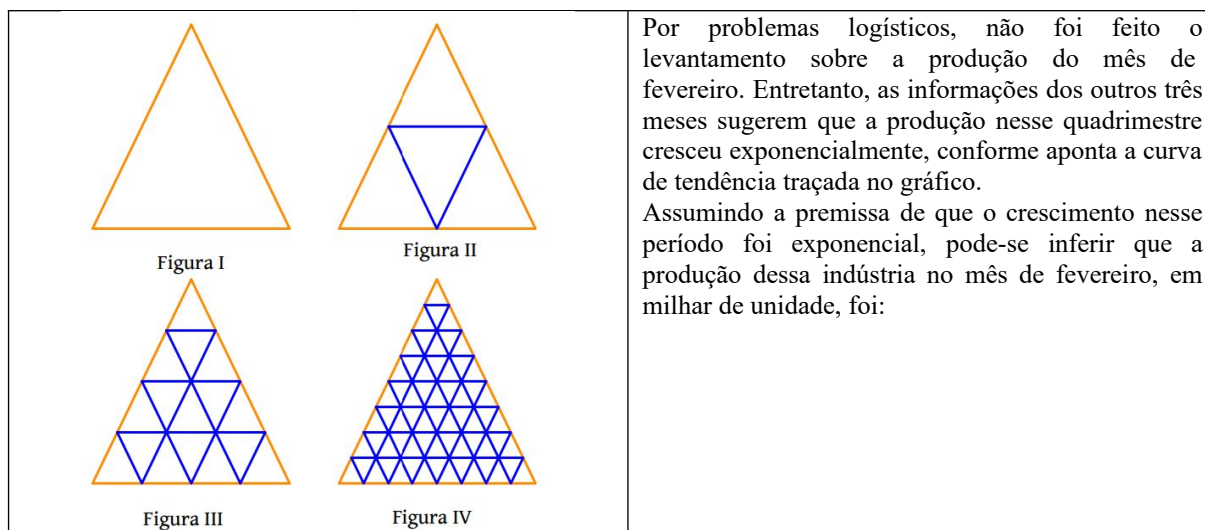 Figura I
Figura II
Figura III
Figura IV
Por problemas logísticos, não foi feito o
levantamento sobre a produção do mês de
fevereiro. Entretanto, as informações dos outros três
meses sugerem que a produção nesse quadrimestre
cresceu exponencialmente, conforme aponta a curva
de tendência traçada no gráfico.
Assumindo a premissa de que o crescimento nesse
período foi exponencial, pode-se inferir que a
produção dessa indústria no mês de fevereiro, em
milhar de unidade, foi: